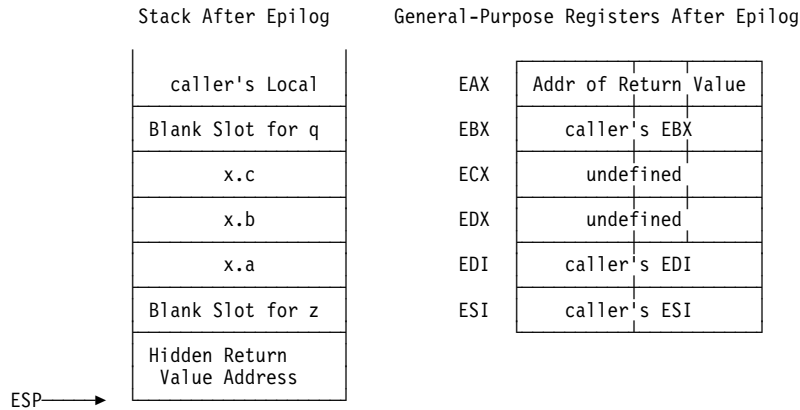 Stack After Epilog General-Purpose Registers After Epilog
caller's Local EAX Addr of Return Value
Blank Slot for q EBX caller's EBX
x.c ECX undefined
x.b EDX undefined
x.a EDI caller's EDI
Blank Slot for z ESI caller's ESI
Hidden Return
Value Address
ESP